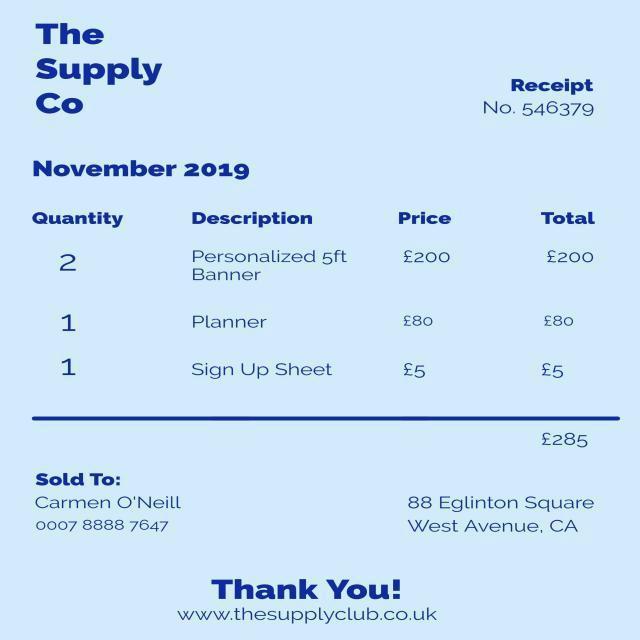 The
Supply
Co
Receipt
No. 546379
November 2019
Quantity Description Price Total
2 Personalized 5ft Banner £200 £200
1 Planner £80 £80
1 Sign Up Sheet £5 £5
£285
Sold To:
Carmen O'Neill
0007 8888 7647
88 Eglinton Square
West Avenue, CA
Thank You!
www.thesupplyclub.co.uk